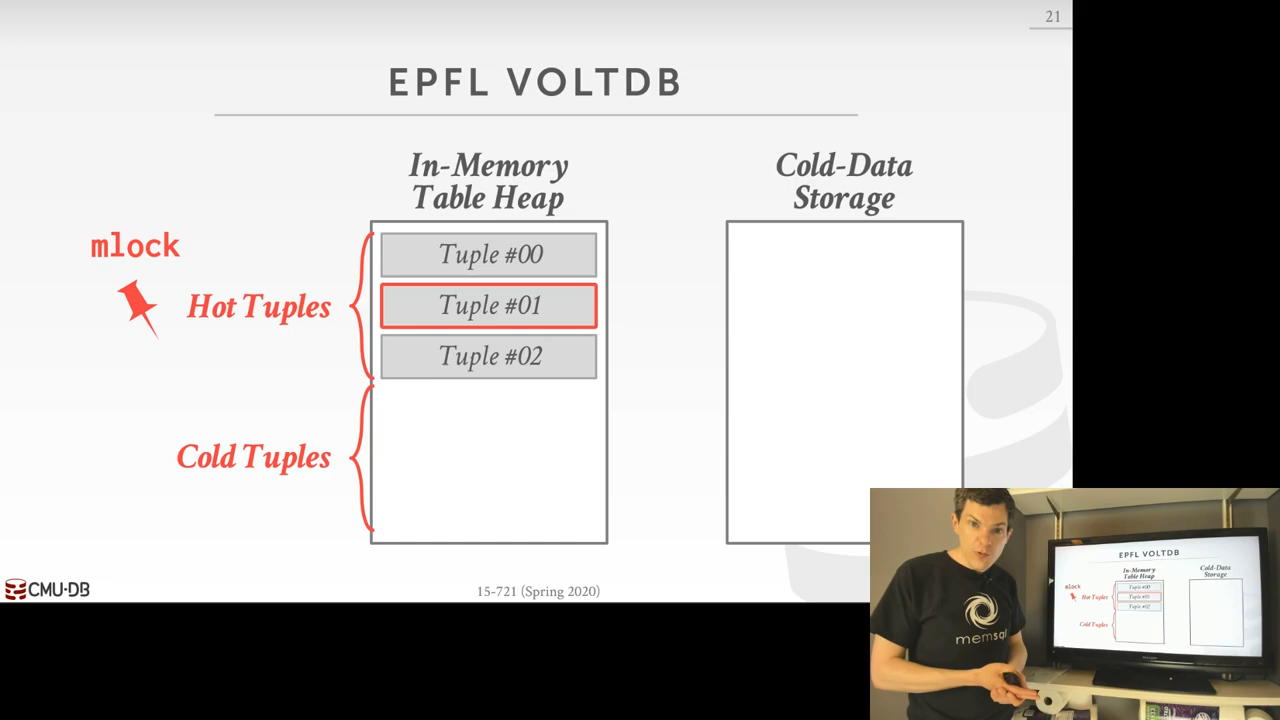 21
EPFL VOLTDB
In-Memory
Table Heap
Cold-Data
Storage
mlock
Hot Tuples
Tuple #00
Tuple #01
Tuple #02
Cold Tuples
CMU·DB
15-721 (Spring 2020)
memsql
EPFL VOLTDB
In-Memory
Table Heap
Cold-Data
Storage
mlock
Hot Tuples
Tuple #00
Tuple #01
Tuple #02
Cold Tuples